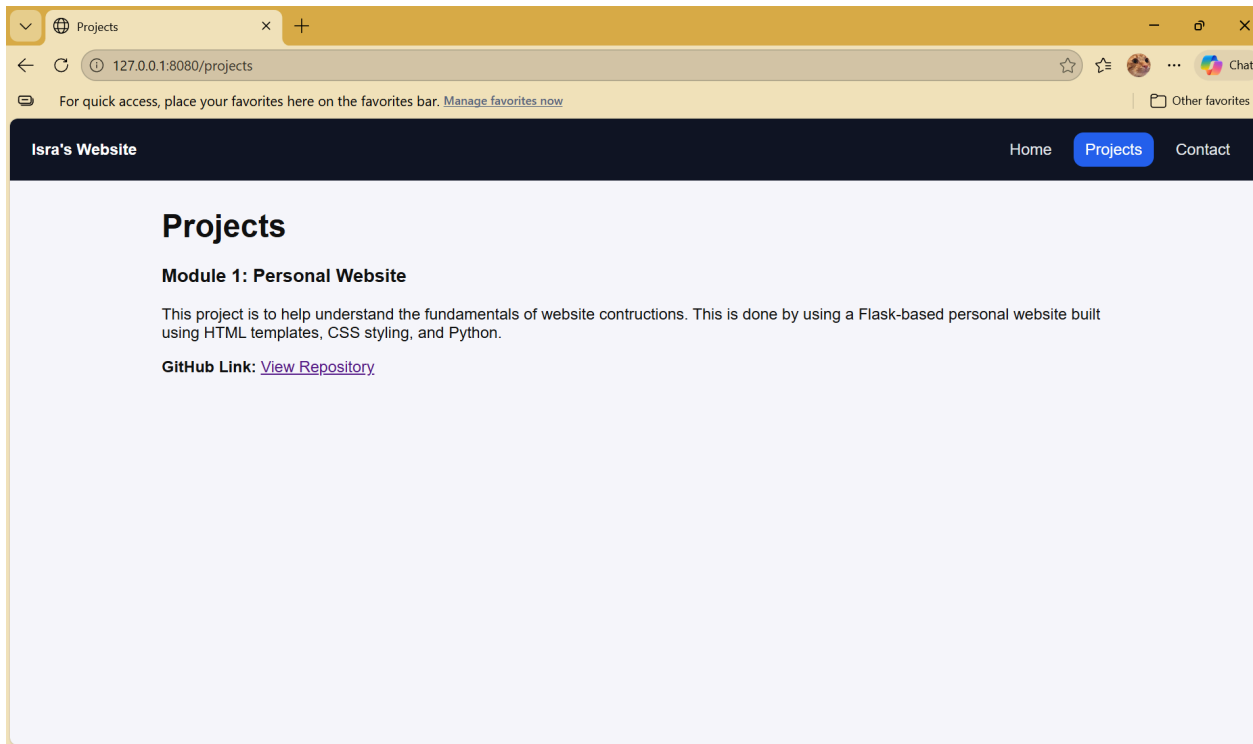 Projects
127.0.0.1:8080/projects
Chat
For quick access, place your favorites here on the favorites bar. Manage favorites now
Other favorites
Isra's Website
Home
Projects
Contact
Projects
Module 1: Personal Website
This project is to help understand the fundamentals of website contructions. This is done by using a Flask-based personal website built
using HTML templates, CSS styling, and Python.
GitHub Link: View Repository